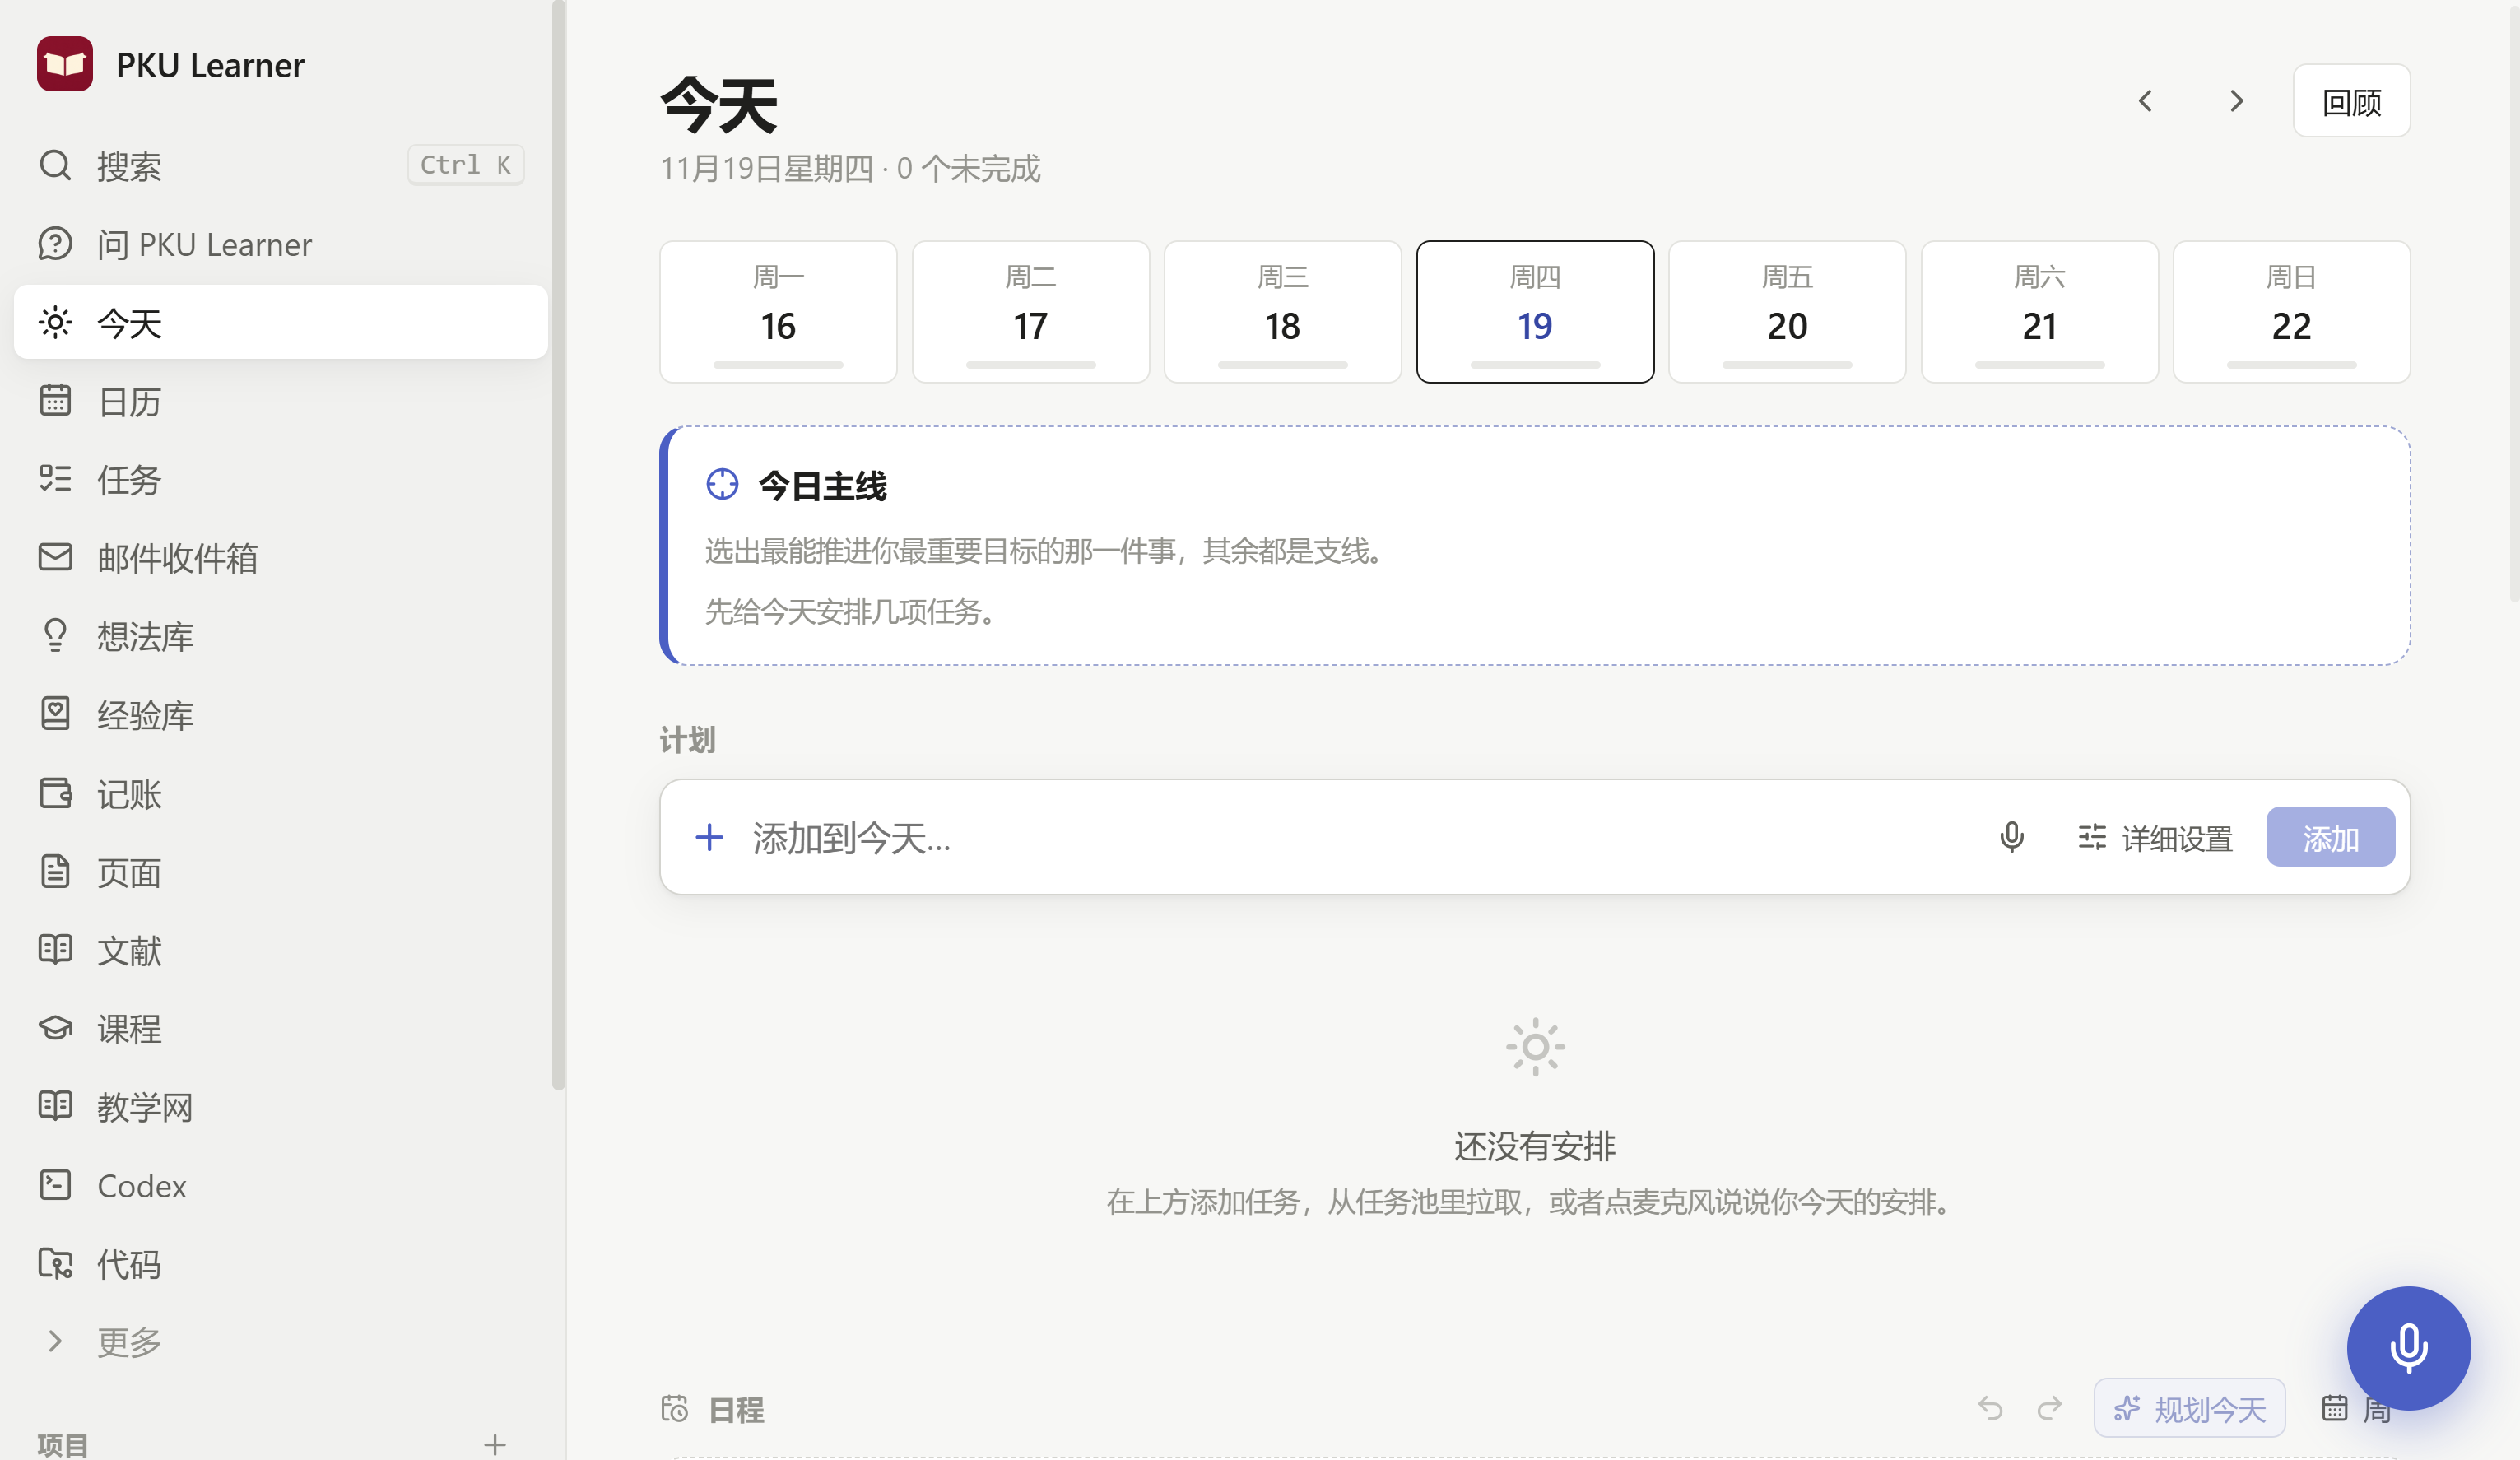 PKU Learner
搜索 Ctrl K
问 PKU Learner
今天
日历
任务
邮件收件箱
想法库
经验库
记账
页面
文献
课程
教学网
Codex
代码
更多
项目
今天
回顾
11月19日星期四 · 0 个未完成
周一 周二 周三 周四 周五 周六 周日
16 17 18 19 20 21 22
今日主线
选出最能推进你最重要目标的那一件事，其余都是支线。
先给今天安排几项任务。
计划
添加到今天... 详细设置 添加
还没有安排
在上方添加任务，从任务池里拉取，或者点麦克风说说你今天的安排。
日程 规划今天 周